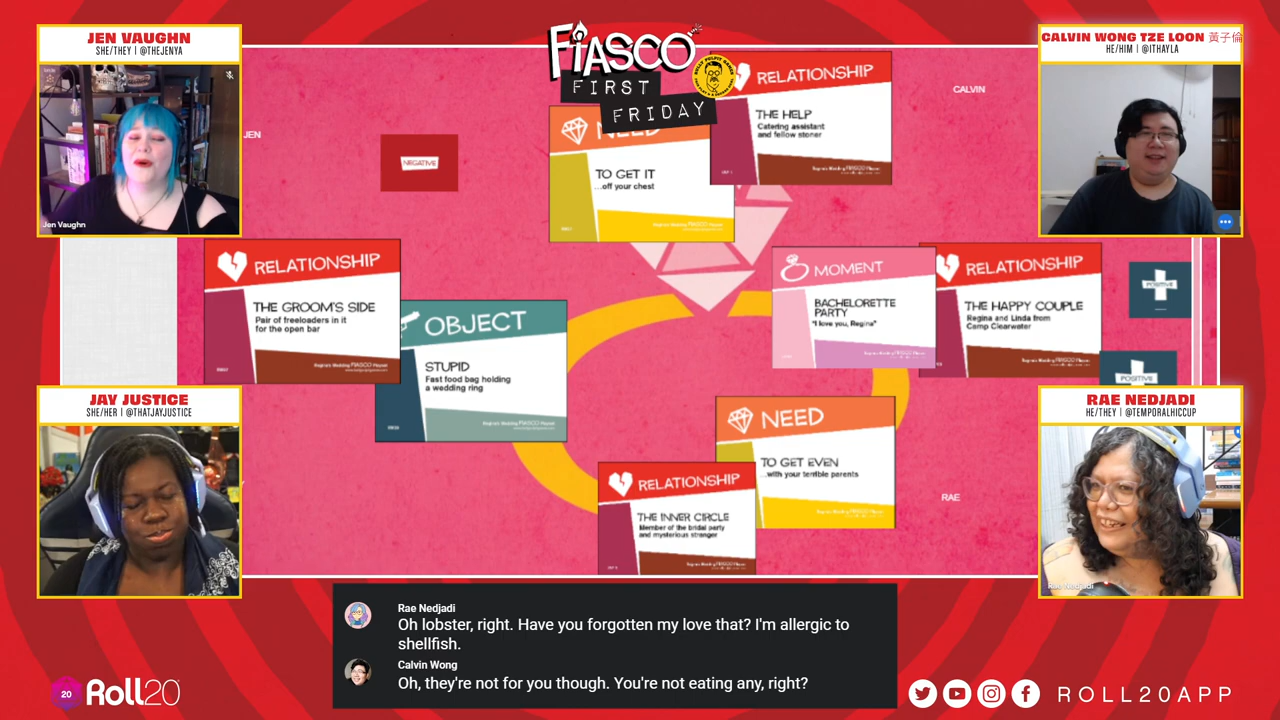 JEN VAUGHN
SHE/THEY | @THEJENYA
Jen Vaughn
FIASCO
FIRST
FRIDAY
CALVIN WONG TZE LOON 黃子倫
HE/HIM | @ITHAYLA
JEN
CALVIN
NEGATIVE
NEED
TO GET IT
...off your chest
RELATIONSHIP
THE HELP
Catering assistant
and fellow stoner
RELATIONSHIP
THE GROOM'S SIDE
Pair of freeloaders in it
for the open bar
OBJECT
STUPID
Fast food bag holding
a wedding ring
MOMENT
BACHELORETTE
PARTY
"I love you, Regina"
RELATIONSHIP
THE HAPPY COUPLE
Regina and Linda from
Camp Clearwater
POSITIVE
POSITIVE
NEED
TO GET EVEN
...with your terrible parents
RELATIONSHIP
THE INNER CIRCLE
Member of the bridal party
and mysterious stranger
RAE
JAY JUSTICE
SHE/HER | @THATJAYJUSTICE
RAE NEDJADI
HE/THEY | @TEMPORALHICCUP
Rae Nedjadi
Rae Nedjadi
Oh lobster, right. Have you forgotten my love that? I'm allergic to
shellfish.
Calvin Wong
Oh, they're not for you though. You're not eating any, right?
20
Roll20
ROLL20APP